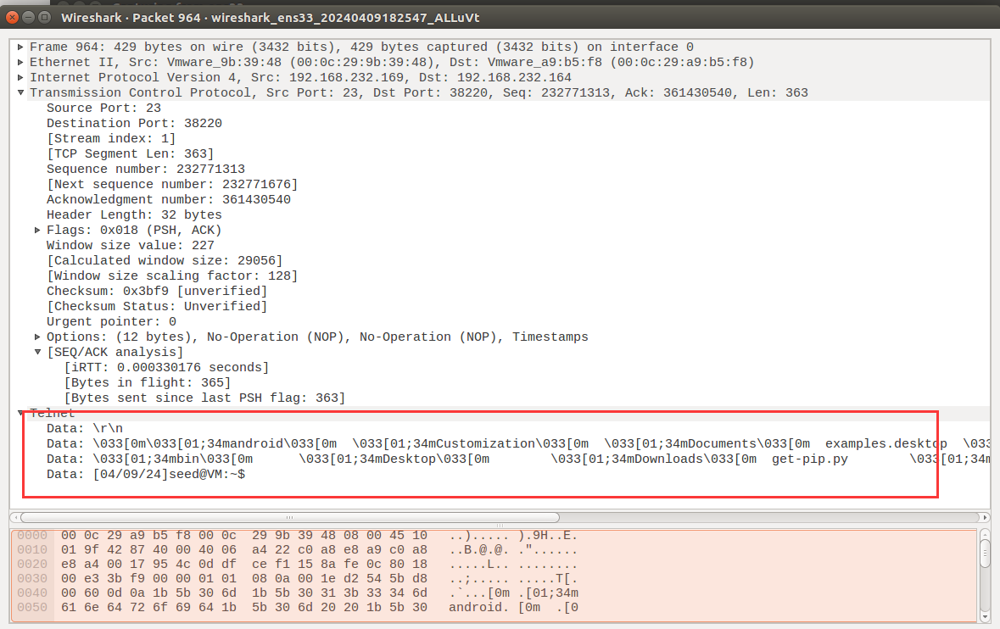 Wireshark · Packet 964 · wireshark_ens33_20240409182547_ALLuVt
Frame 964: 429 bytes on wire (3432 bits), 429 bytes captured (3432 bits) on interface 0
Ethernet II, Src: Vmware_9b:39:48 (00:0c:29:9b:39:48), Dst: Vmware_a9:b5:f8 (00:0c:29:a9:b5:f8)
Internet Protocol Version 4, Src: 192.168.232.169, Dst: 192.168.232.164
Transmission Control Protocol, Src Port: 23, Dst Port: 38220, Seq: 232771313, Ack: 361430540, Len: 363
Source Port: 23
Destination Port: 38220
[Stream index: 1]
[TCP Segment Len: 363]
Sequence number: 232771313
[Next sequence number: 232771676]
Acknowledgment number: 361430540
Header Length: 32 bytes
Flags: 0x018 (PSH, ACK)
Window size value: 227
[Calculated window size: 29056]
[Window size scaling factor: 128]
Checksum: 0x3bf9 [unverified]
[Checksum Status: Unverified]
Urgent pointer: 0
Options: (12 bytes), No-Operation (NOP), No-Operation (NOP), Timestamps
[SEQ/ACK analysis]
[iRTT: 0.000330176 seconds]
[Bytes in flight: 365]
[Bytes sent since last PSH flag: 363]
Telnet
Data: \r\n
Data: \033[0m\033[01;34mandroid\033[0m  \033[01;34mCustomization\033[0m  \033[01;34mDocuments\033[0m  examples.desktop  \033
Data: \033[01;34mbin\033[0m      \033[01;34mDesktop\033[0m        \033[01;34mDownloads\033[0m  get-pip.py        \033[01;34m
Data: [04/09/24]seed@VM:~$
0000  00 0c 29 a9 b5 f8 00 0c  29 9b 39 48 08 00 45 10   ..)..... ).9H..E.
0010  01 9f 42 87 40 00 40 06  a4 22 c0 a8 e8 a9 c0 a8   ..B.@.@. ."......
0020  e8 a4 00 17 95 4c 0d df  ce f1 15 8a fe 0c 80 18   .....L.. ........
0030  00 e3 3b f9 00 00 01 01  08 0a 00 1e d2 54 5b d8   ..;..... .....T[.
0040  00 60 0d 0a 1b 5b 30 6d  1b 5b 30 31 3b 33 34 6d   .`...[0m .[01;34m
0050  61 6e 64 72 6f 69 64 1b  5b 30 6d 20 20 1b 5b 30   android. [0m  .[0